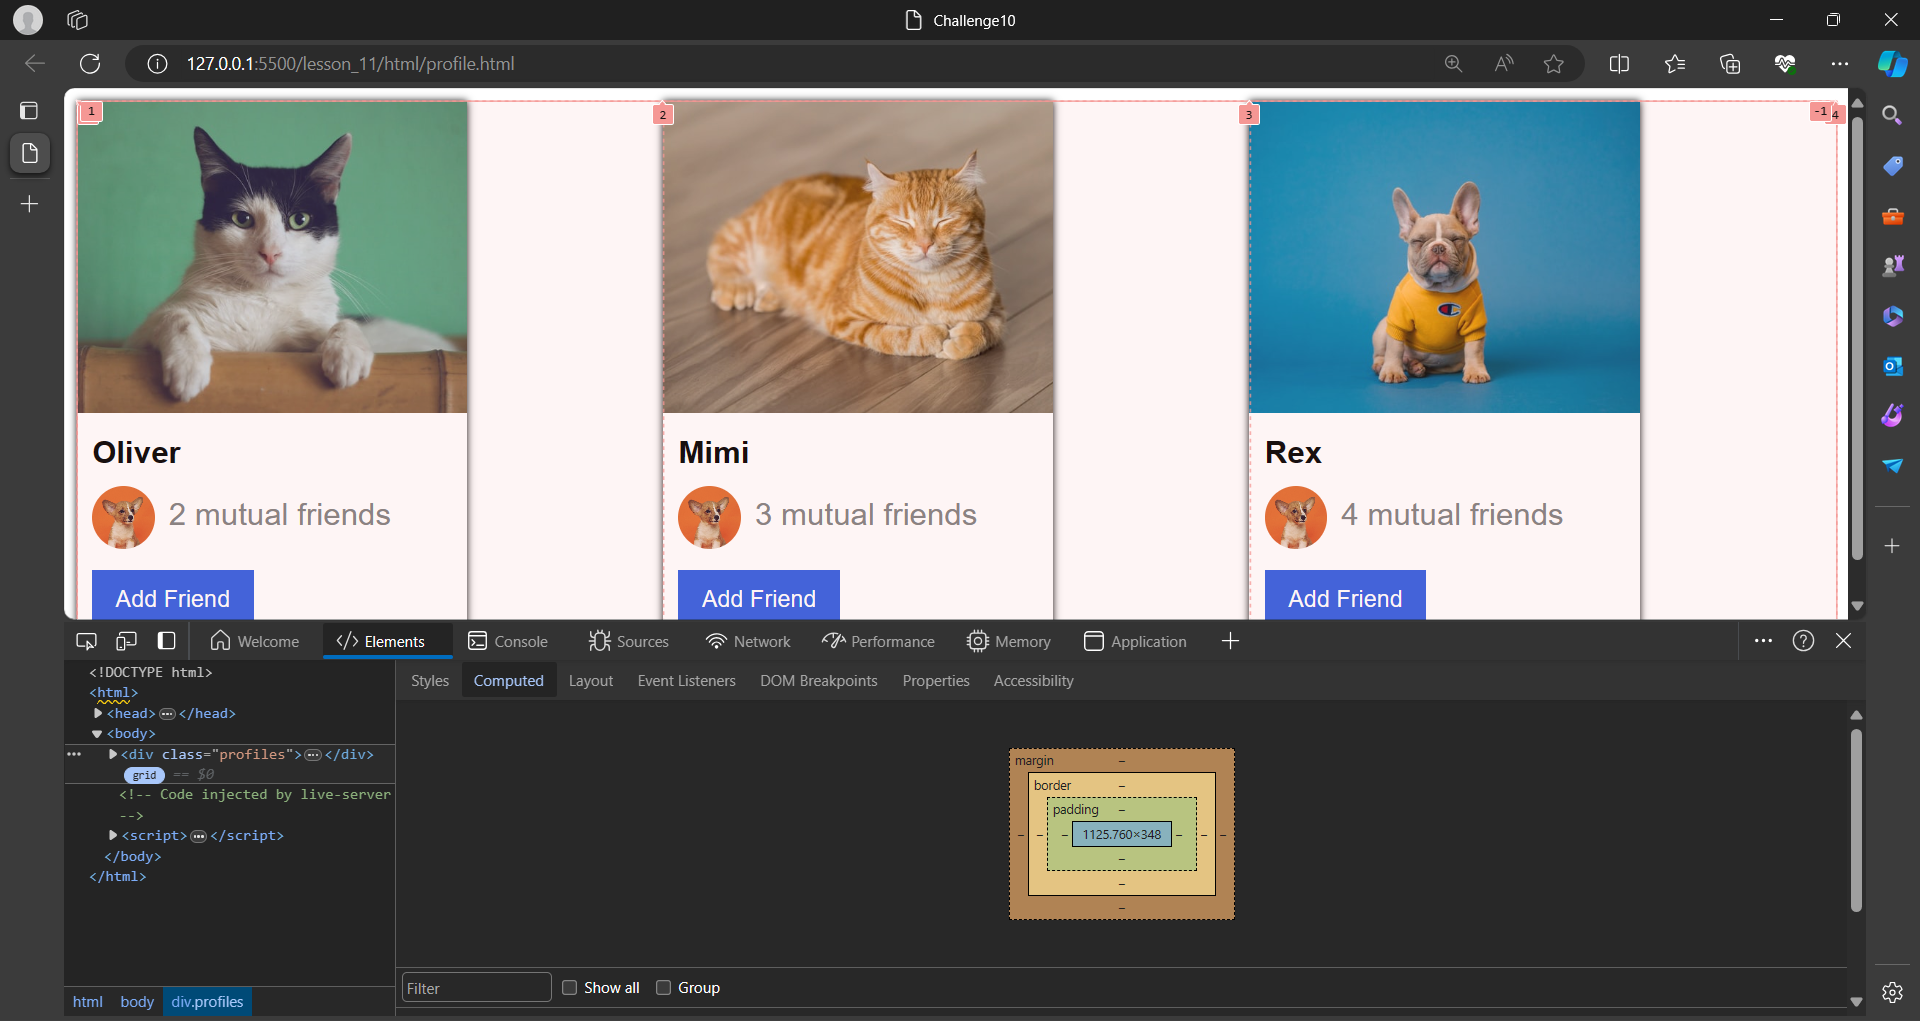 Challenge10
127.0.0.1:5500/lesson_11/html/profile.html
1
2
3
-1
4
Oliver
Mimi
Rex
2 mutual friends
3 mutual friends
4 mutual friends
Add Friend
Add Friend
Add Friend
Welcome
Elements
Console
Sources
Network
Performance
Memory
Application
<!DOCTYPE html>
<html>
<head> ⋯ </head>
<body>
<div class="profiles"> ⋯ </div>
grid == $0
<!-- Code injected by live-server
-->
<script> ⋯ </script>
</body>
</html>
Styles
Computed
Layout
Event Listeners
DOM Breakpoints
Properties
Accessibility
margin –
border –
padding –
– – – 1125.760×348 – – –
–
–
–
Filter
Show all
Group
html
body
div.profiles